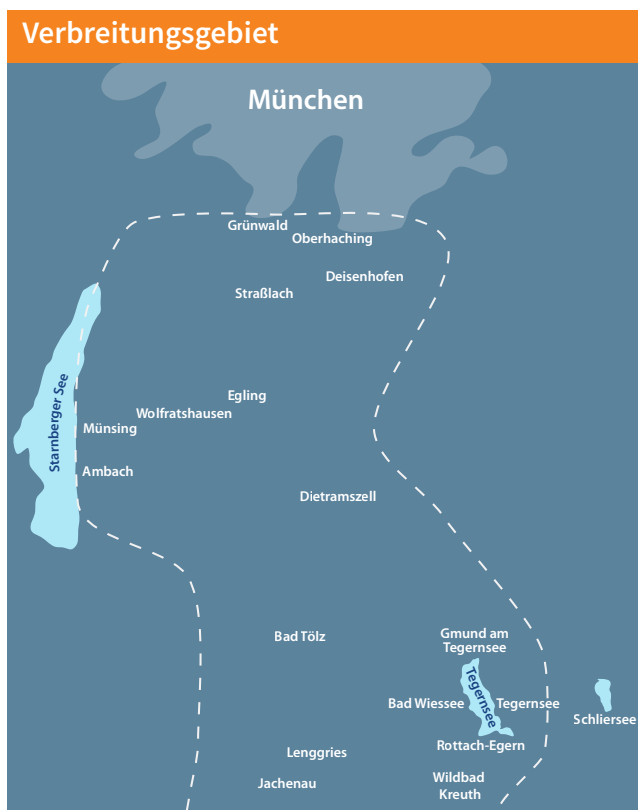 Verbreitungsgebiet
München
Grünwald
Oberhaching
Deisenhofen
Straßlach
Starnberger See
Egling
Wolfratshausen
Münsing
Ambach
Dietramszell
Bad Tölz
Gmund am
Tegernsee
Tegernsee
Bad Wiessee
Tegernsee
Schliersee
Rottach-Egern
Lenggries
Jachenau
Wildbad
Kreuth